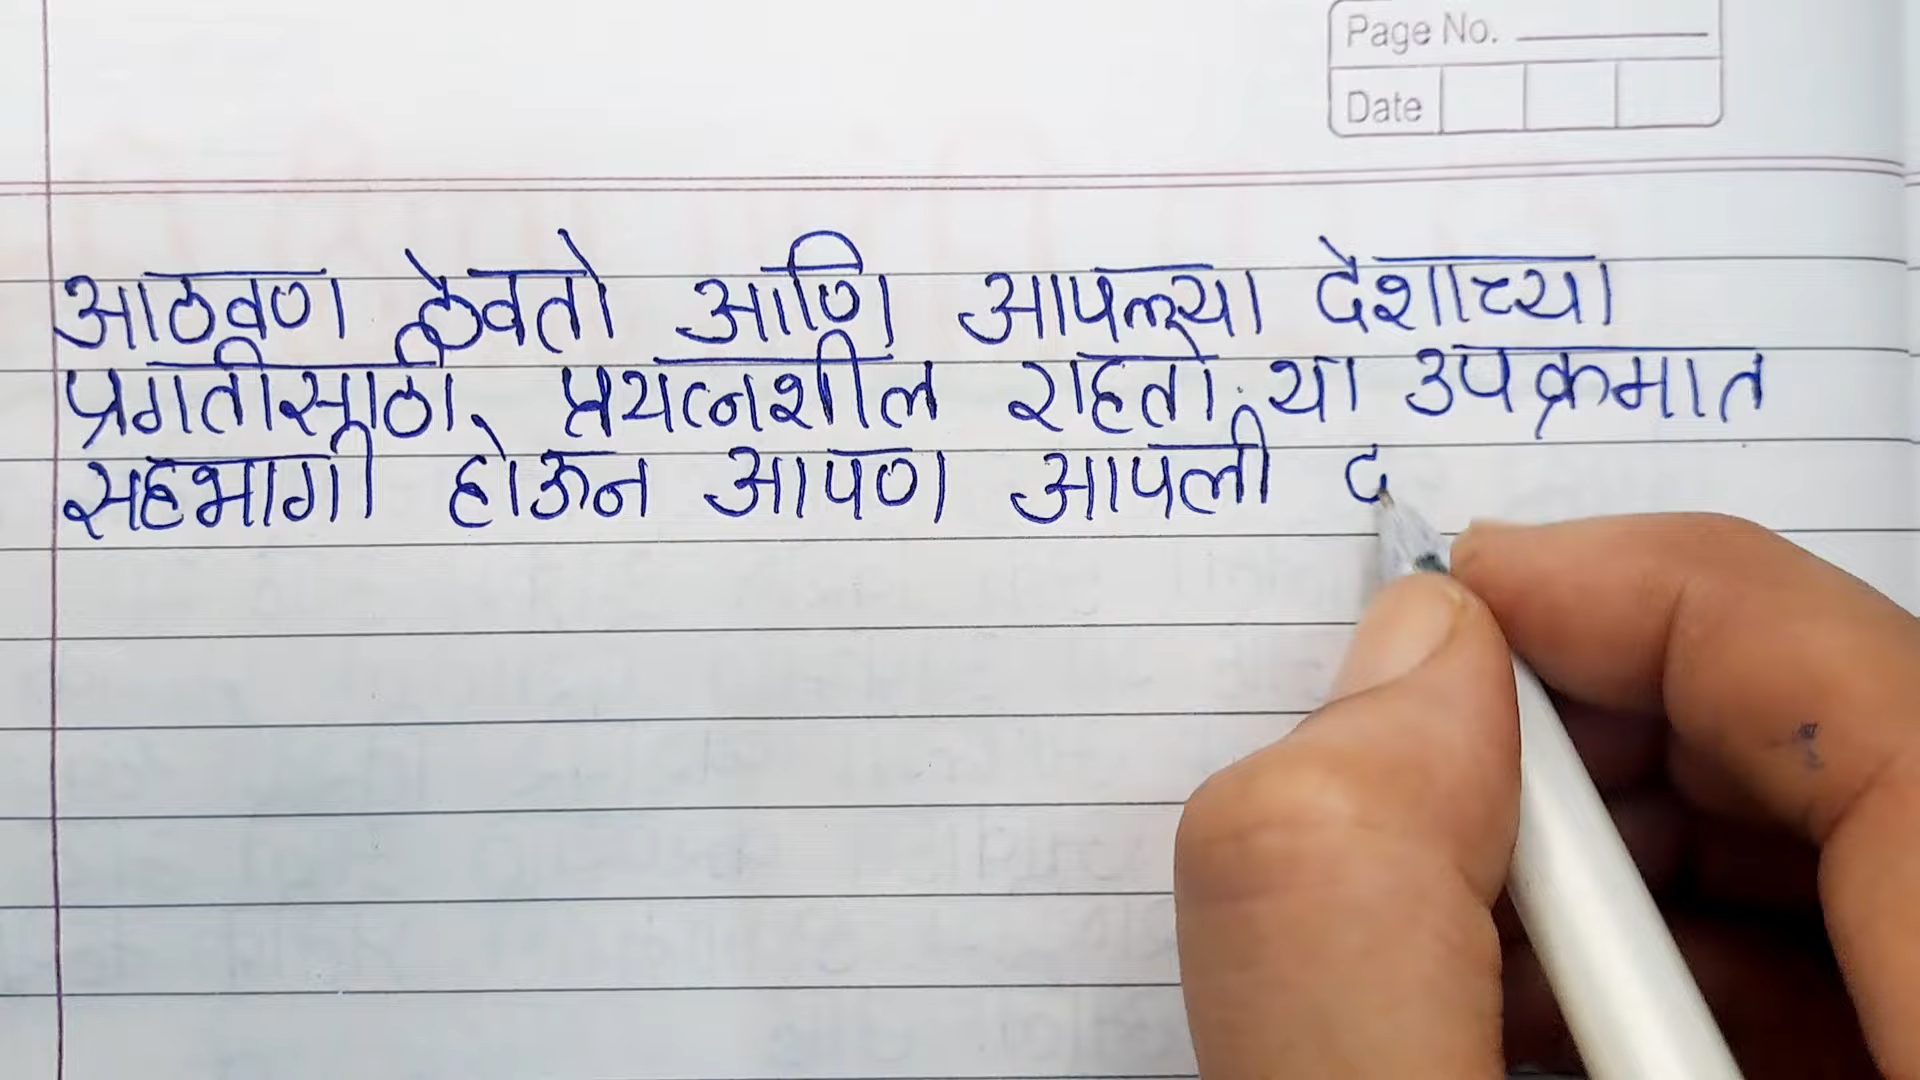 Page No.
Date
आठवण ठेवतो आणि आपल्या देशाच्या
प्रगतीसाठी प्रयत्नशील राहतो. या उपक्रमात
सहभागी होऊन आपण आपली द